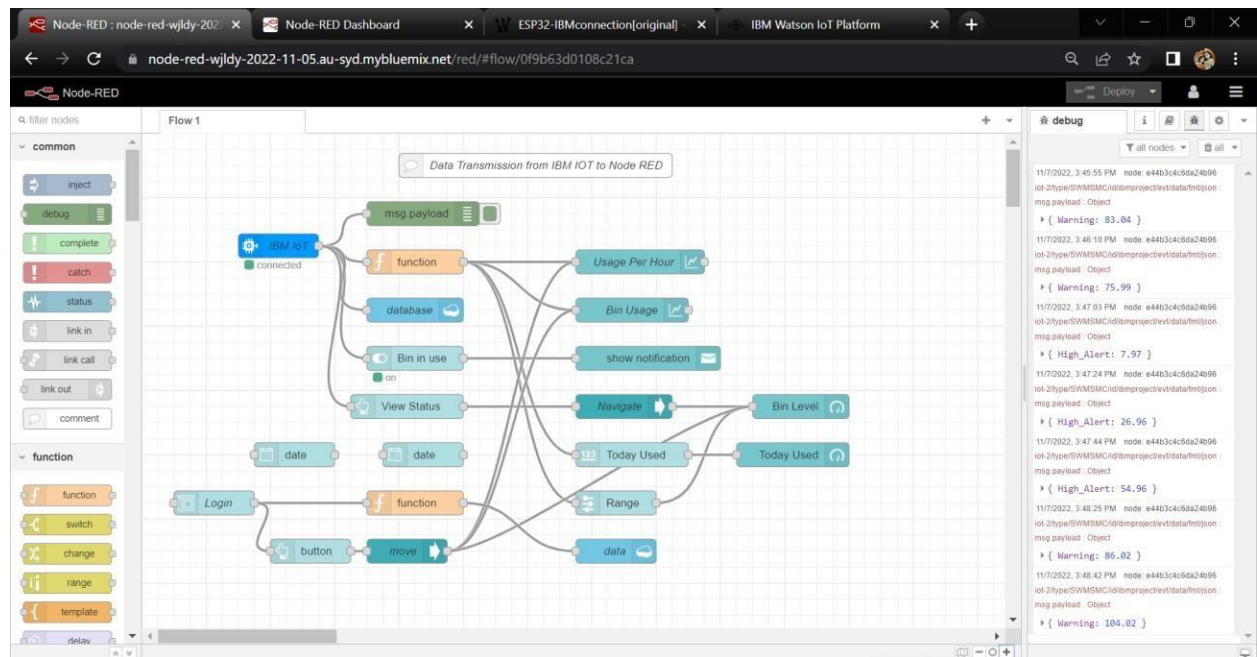 Node-RED : node-red-wjldy-202
Node-RED Dashboard
ESP32-IBMconnection[original] -
IBM Watson IoT Platform
node-red-wjldy-2022-11-05.au-syd.mybluemix.net/red/#flow/0f9b63d0108c21ca
Node-RED
Deploy
filter nodes
common
inject
debug
complete
catch
status
link in
link call
link out
comment
function
function
switch
change
range
template
delay
Flow 1
Data Transmission from IBM IOT to Node RED
msg.payload
IBM IoT
connected
function
Usage Per Hour
database
Bin Usage
Bin in use
on
show notification
View Status
Navigate
Bin Level
date
date
Today Used
Today Used
Login
function
Range
button
move
data
debug
all nodes
all
11/7/2022, 3:45:55 PM node: e44b3c4c6da24b96
iot-2/type/SWMSMC/id/ibmproject/evt/data/fmt/json :
msg.payload : Object
{ Warning: 83.04 }
11/7/2022, 3:46:10 PM node: e44b3c4c6da24b96
iot-2/type/SWMSMC/id/ibmproject/evt/data/fmt/json :
msg.payload : Object
{ Warning: 75.99 }
11/7/2022, 3:47:03 PM node: e44b3c4c6da24b96
iot-2/type/SWMSMC/id/ibmproject/evt/data/fmt/json :
msg.payload : Object
{ High_Alert: 7.97 }
11/7/2022, 3:47:24 PM node: e44b3c4c6da24b96
iot-2/type/SWMSMC/id/ibmproject/evt/data/fmt/json :
msg.payload : Object
{ High_Alert: 26.96 }
11/7/2022, 3:47:44 PM node: e44b3c4c6da24b96
iot-2/type/SWMSMC/id/ibmproject/evt/data/fmt/json :
msg.payload : Object
{ High_Alert: 54.96 }
11/7/2022, 3:48:25 PM node: e44b3c4c6da24b96
iot-2/type/SWMSMC/id/ibmproject/evt/data/fmt/json :
msg.payload : Object
{ Warning: 86.02 }
11/7/2022, 3:48:42 PM node: e44b3c4c6da24b96
iot-2/type/SWMSMC/id/ibmproject/evt/data/fmt/json :
msg.payload : Object
{ Warning: 104.02 }